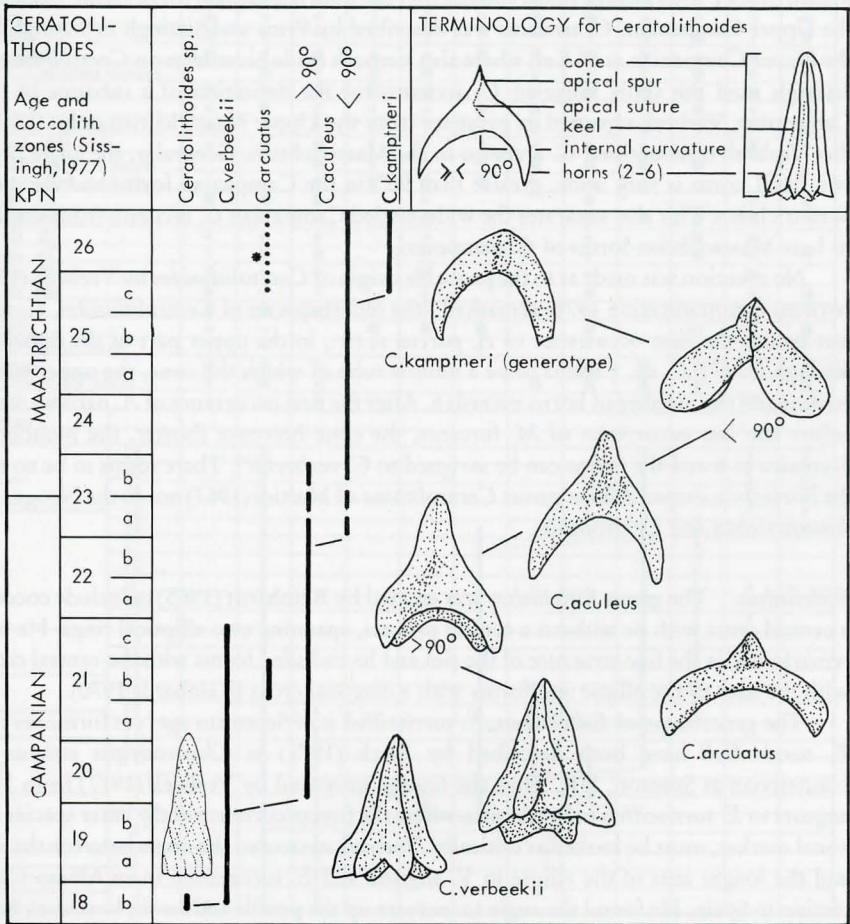 CERATOLI-
THOIDES
Age and
coccolith
zones (Siss-
ingh, 1977)
KPN
Ceratolithoides sp.1.
C.verbeekii
C.arcuatus
C.aculeus > 90°
< 90°
C.kamptneri
TERMINOLOGY for Ceratolithoides
cone
apical spur
apical suture
keel
internal curvature
horns (2-6)
>< 90°
MAASTRICHTIAN
CAMPANIAN
26
*
25
c
b
a
24
23
b
a
22
21
c
b
a
20
19
b
a
18
b
C.kamptneri (generotype)
< 90°
C.aculeus
>90°
C.arcuatus
C.verbeekii